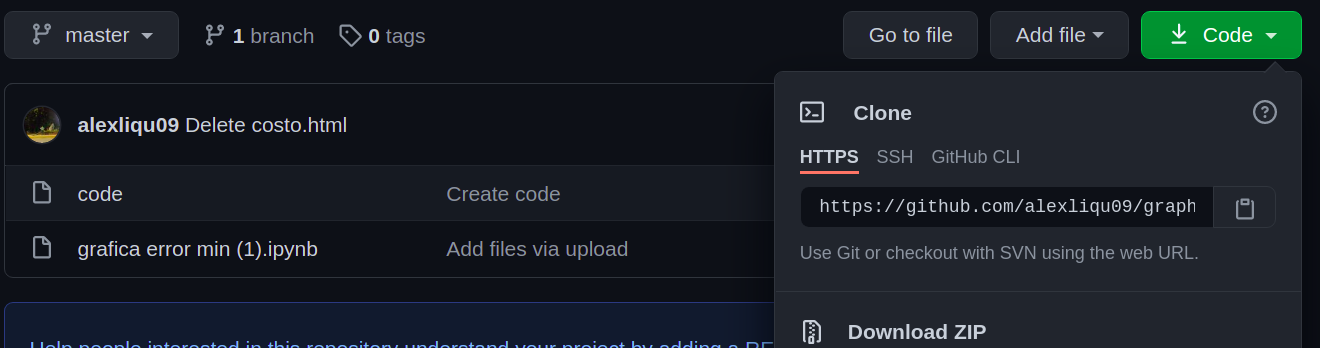 master 1 branch 0 tags Go to file Add file Code
alexliqu09 Delete costo.html
Clone
HTTPS SSH GitHub CLI
code Create code
https://github.com/alexliqu09/graph
grafica error min (1).ipynb Add files via upload
Use Git or checkout with SVN using the web URL.
Download ZIP
Help people interested in this repository understand your project by adding a RE